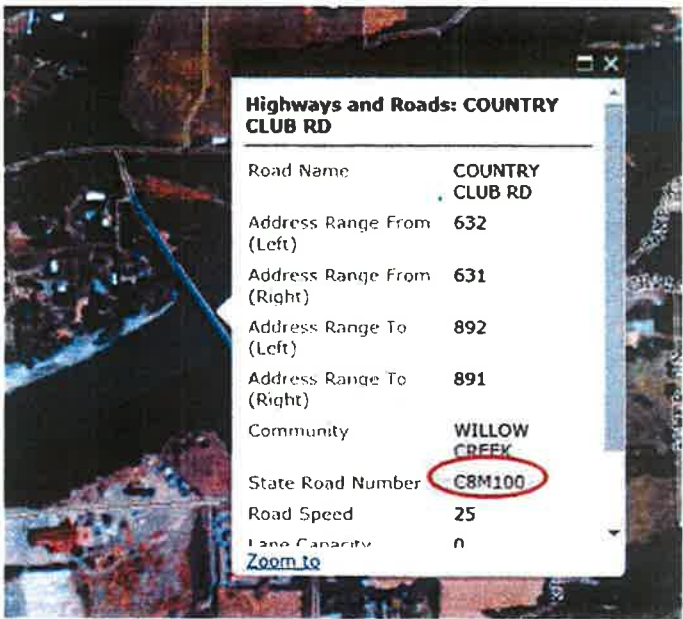 Highways and Roads: COUNTRY
CLUB RD
Road Name COUNTRY
CLUB RD
Address Range From 632
(Left)
Address Range From 631
(Right)
Address Range To 892
(Left)
Address Range To 891
(Right)
Community WILLOW
CREEK
State Road Number C8M100
Road Speed 25
Lane Capacity 0
Zoom to